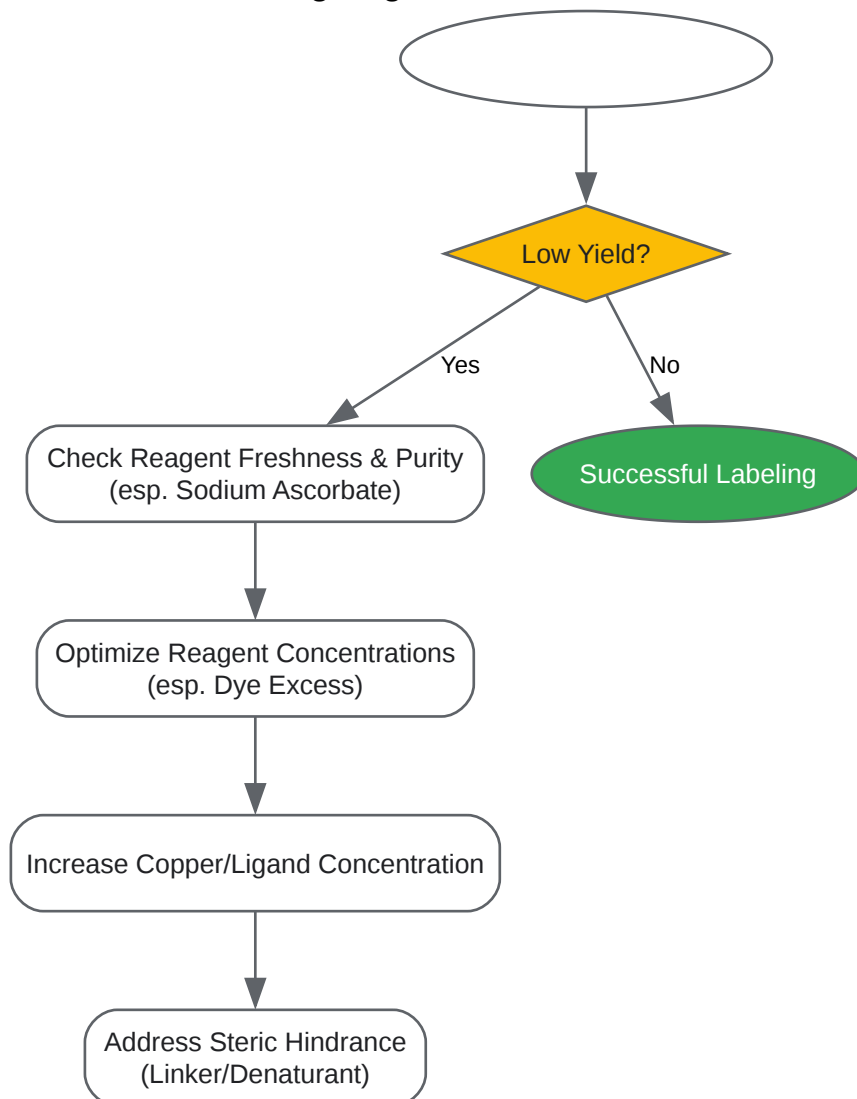 Low Yield?
Yes
No
Check Reagent Freshness & Purity
(esp. Sodium Ascorbate)
Successful Labeling
Optimize Reagent Concentrations
(esp. Dye Excess)
Increase Copper/Ligand Concentration
Address Steric Hindrance
(Linker/Denaturant)